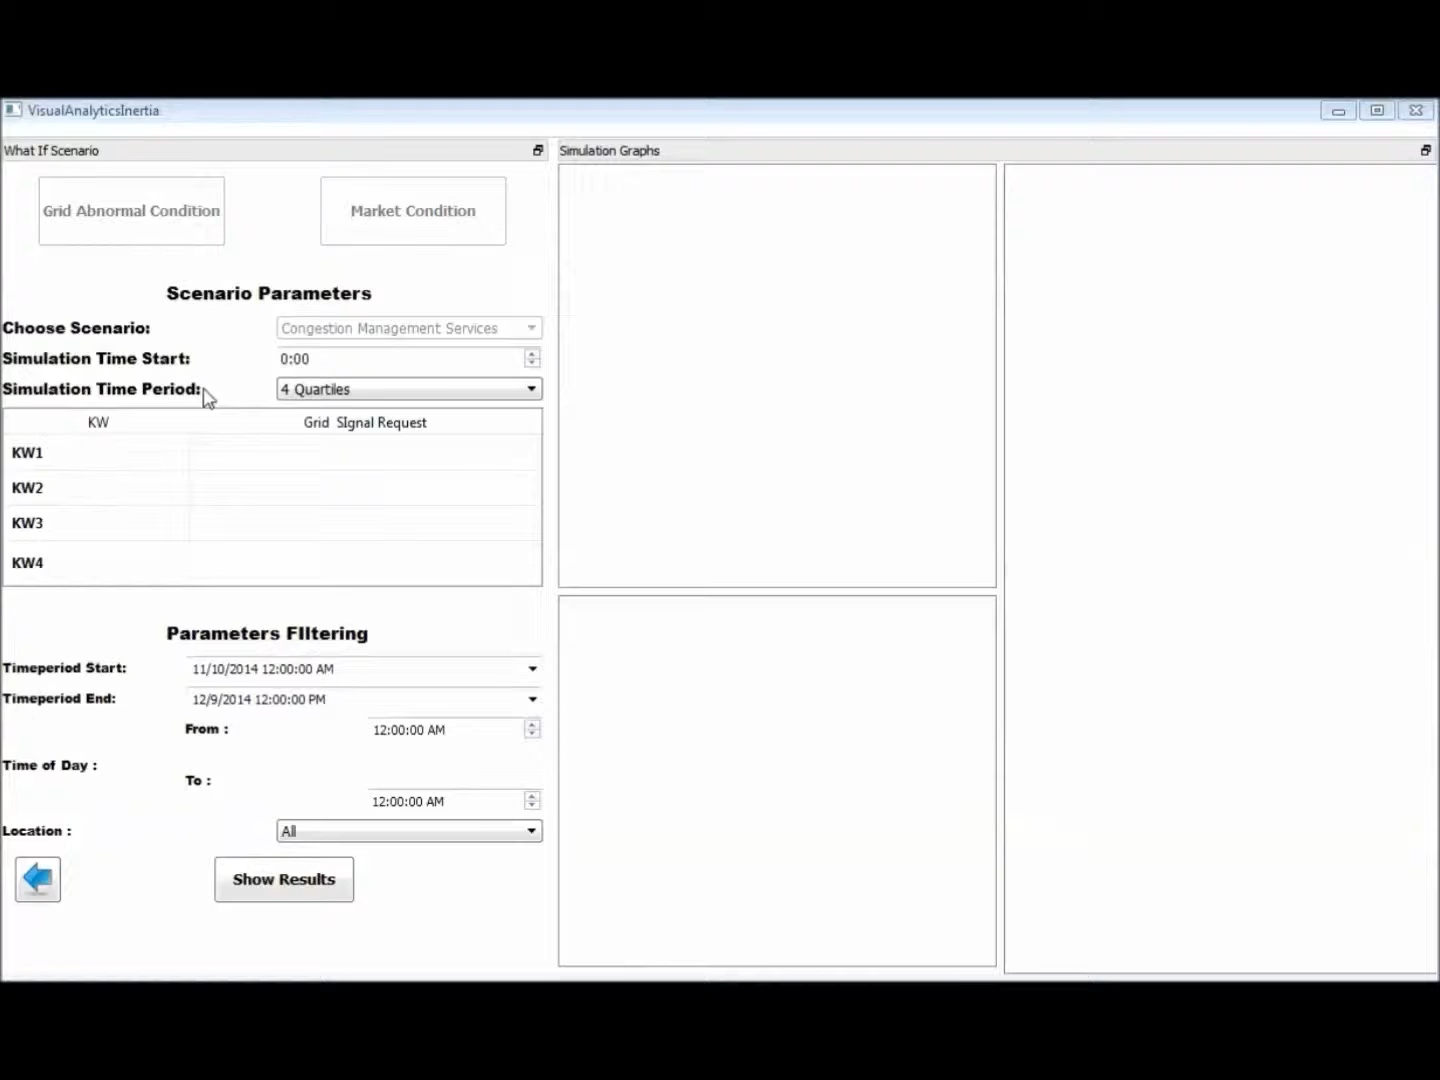 VisualAnalyticsInertia
What If Scenario
Simulation Graphs
Grid Abnormal Condition
Market Condition
Scenario Parameters
Choose Scenario:
Congestion Management Services
Simulation Time Start:
0:00
Simulation Time Period:
4 Quartiles
KW
Grid SIgnal Request
KW1
KW2
KW3
KW4
Parameters FIltering
Timeperiod Start:
11/10/2014 12:00:00 AM
Timeperiod End:
12/9/2014 12:00:00 PM
From :
12:00:00 AM
Time of Day :
To :
12:00:00 AM
Location :
All
Show Results